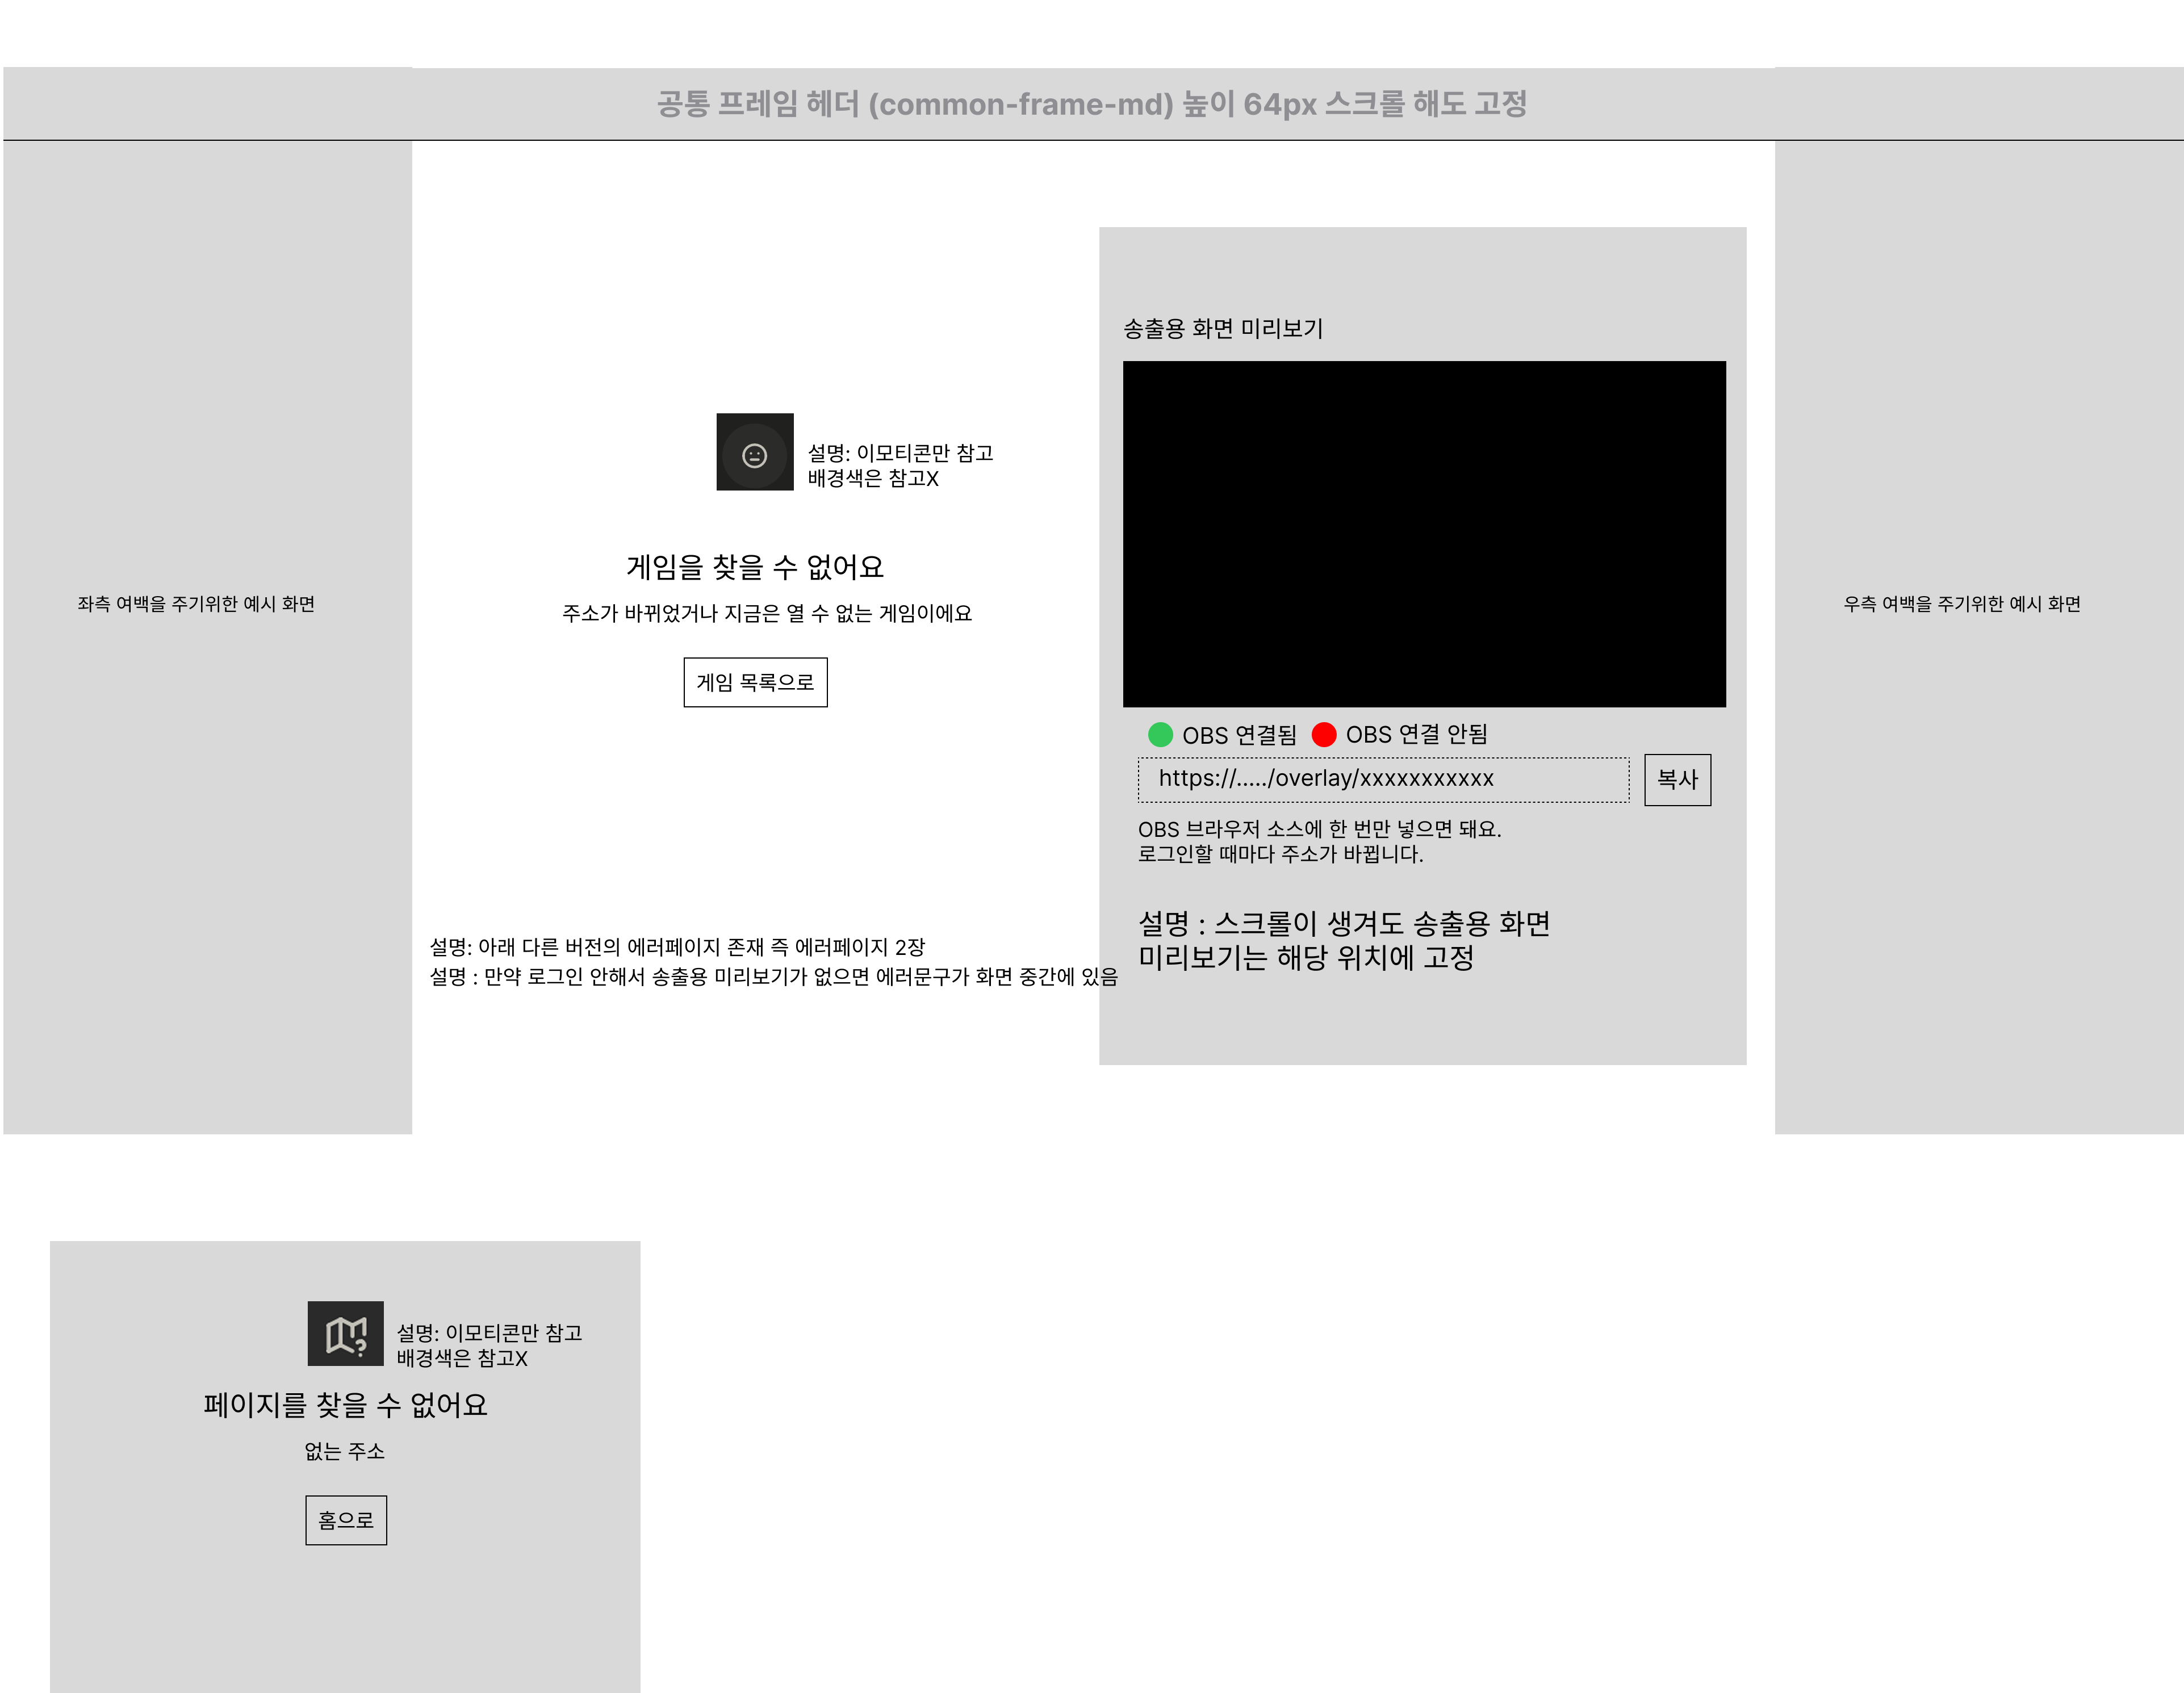 공통 프레임 헤더 (common-frame-md) 높이 64px 스크롤 해도 고정
좌측 여백을 주기위한 예시 화면
설명: 이모티콘만 참고
배경색은 참고X
게임을 찾을 수 없어요
주소가 바뀌었거나 지금은 열 수 없는 게임이에요
게임 목록으로
설명: 아래 다른 버전의 에러페이지 존재 즉 에러페이지 2장
설명 : 만약 로그인 안해서 송출용 미리보기가 없으면 에러문구가 화면 중간에 있음
송출용 화면 미리보기
OBS 연결됨
OBS 연결 안됨
https://...../overlay/xxxxxxxxxxx
복사
OBS 브라우저 소스에 한 번만 넣으면 돼요.
로그인할 때마다 주소가 바뀝니다.
설명 : 스크롤이 생겨도 송출용 화면
미리보기는 해당 위치에 고정
우측 여백을 주기위한 예시 화면
설명: 이모티콘만 참고
배경색은 참고X
페이지를 찾을 수 없어요
없는 주소
홈으로